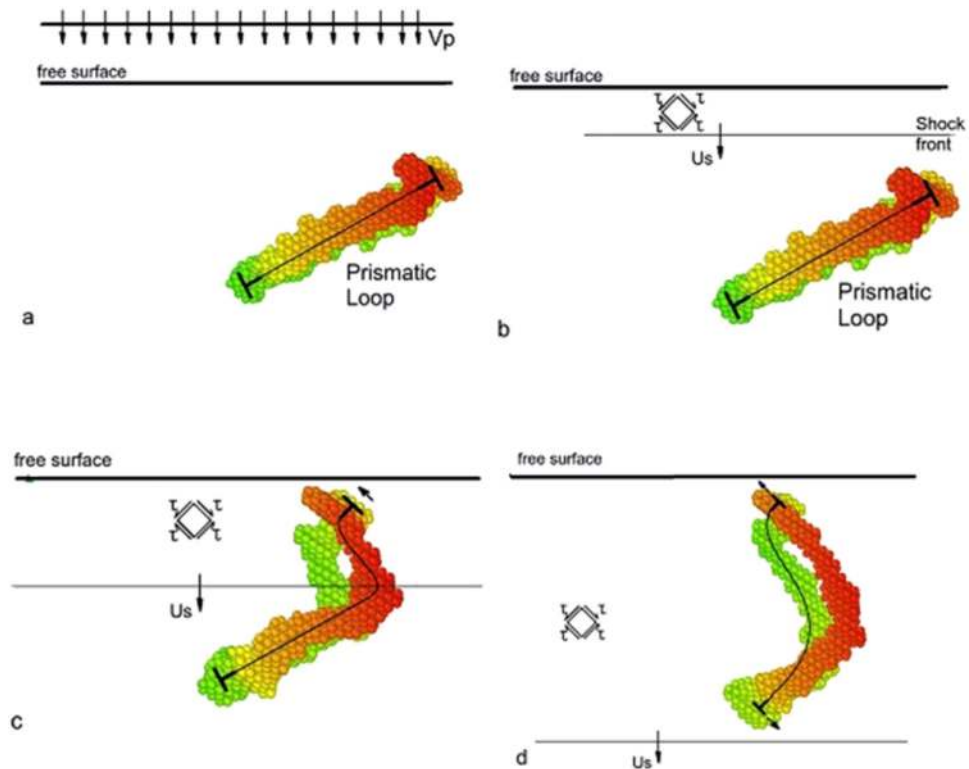 Vp
free surface
Prismatic
Loop
a
free surface
τ τ
τ τ
Shock
front
Us
Prismatic
Loop
b
free surface
τ τ
τ τ
Us
c
free surface
τ τ
τ τ
Us
d